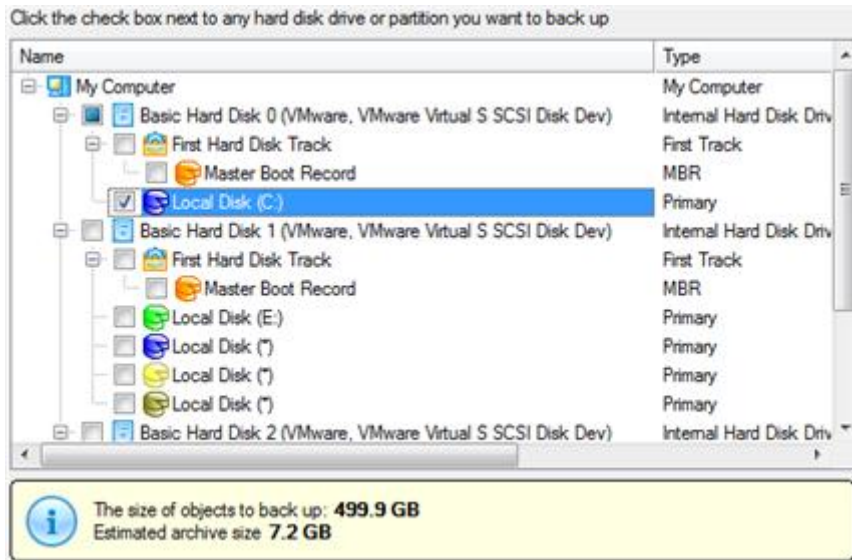 Click the check box next to any hard disk drive or partition you want to back up
Name Type
My Computer My Computer
Basic Hard Disk 0 (VMware, VMware Virtual S SCSI Disk Dev) Internal Hard Disk Driv
First Hard Disk Track First Track
Master Boot Record MBR
Local Disk (C:) Primary
Basic Hard Disk 1 (VMware, VMware Virtual S SCSI Disk Dev) Internal Hard Disk Driv
First Hard Disk Track First Track
Master Boot Record MBR
Local Disk (E:) Primary
Local Disk (*) Primary
Local Disk (*) Primary
Local Disk (*) Primary
Basic Hard Disk 2 (VMware, VMware Virtual S SCSI Disk Dev) Internal Hard Disk Driv
The size of objects to back up: 499.9 GB
Estimated archive size 7.2 GB